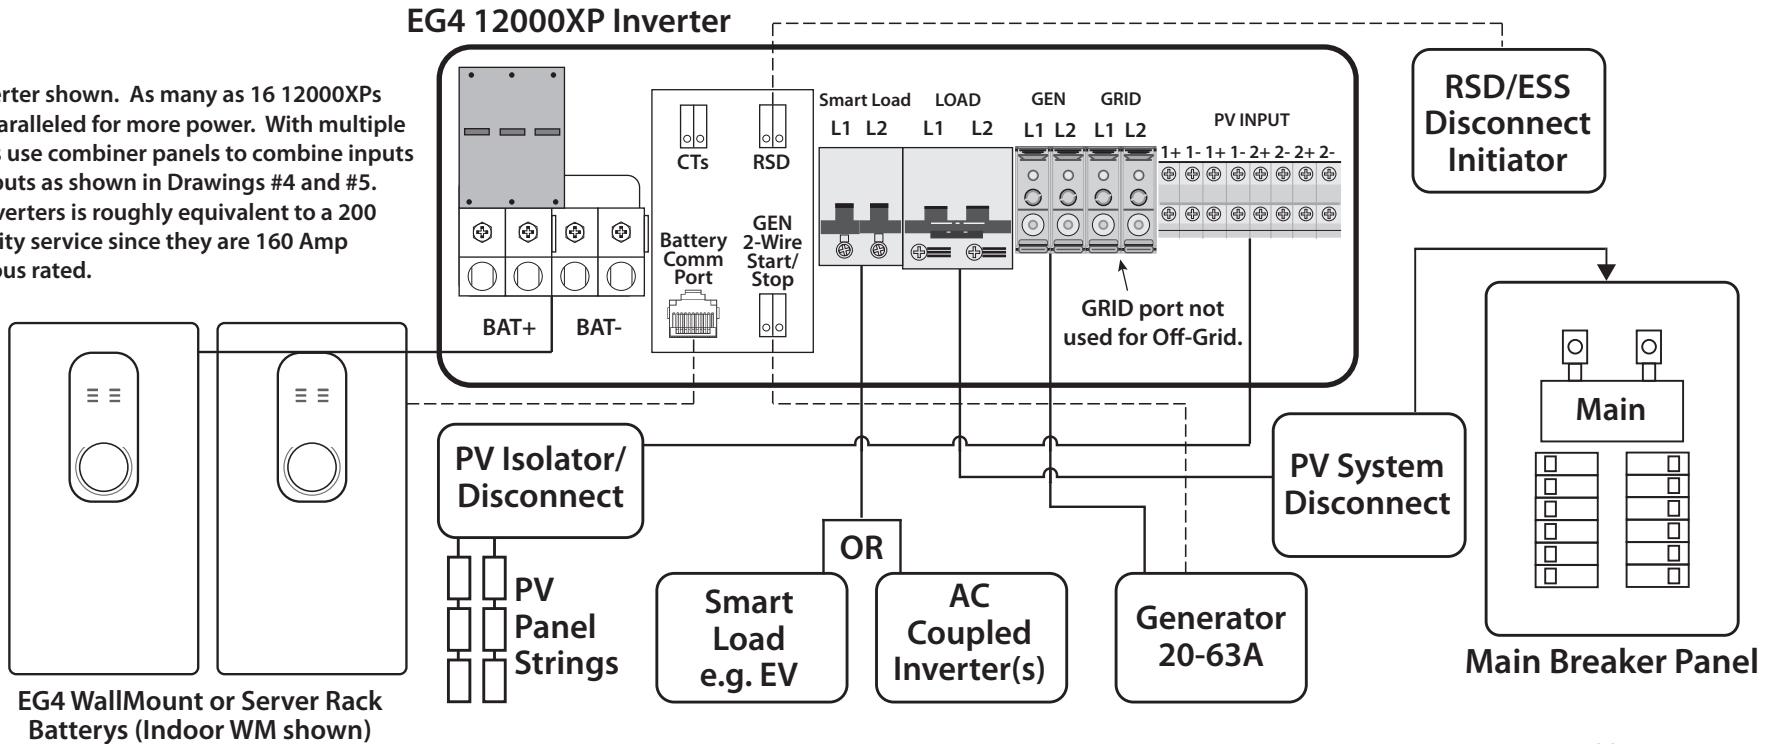 EG4 12000XP Inverter
shown. As many as 16 12000XPs
for more power. With multiple
use combiner panels to combine inputs
as shown in Drawings #4 and #5.
is roughly equivalent to a 200
service since they are 160 Amp
rated.
CTs
RSD
Battery
Comm
Port
GEN
2-Wire
Start/
Stop
Smart Load LOAD GEN GRID
L1 L2 L1 L2 L1 L2 L1 L2
PV INPUT
1+ 1- 1+ 1- 2+ 2- 2+ 2-
BAT+ BAT-
GRID port not
used for Off-Grid.
RSD/ESS
Disconnect
Initiator
PV Isolator/
Disconnect
PV
Panel
Strings
OR
Smart
Load
e.g. EV
AC
Coupled
Inverter(s)
Generator
20-63A
PV System
Disconnect
Main
Main Breaker Panel
EG4 WallMount or Server Rack
Batterys (Indoor WM shown)